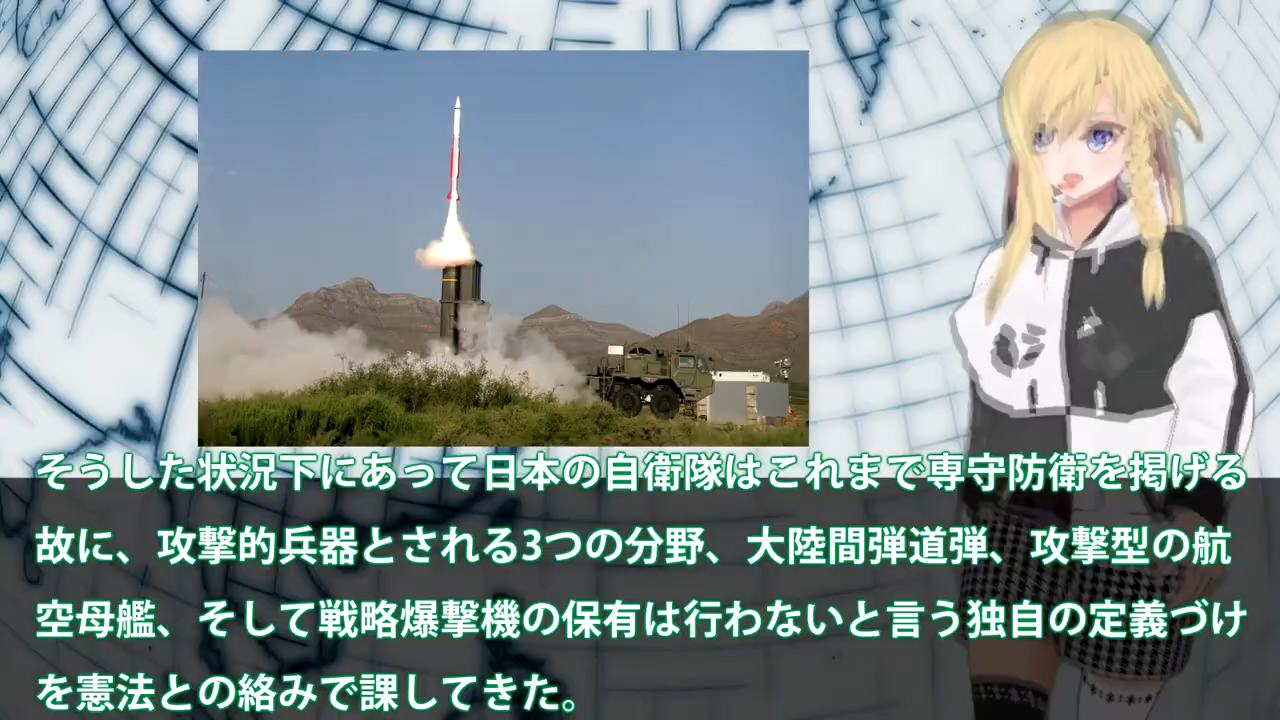 そうした状況下にあって日本の自衛隊はこれまで専守防衛を掲げる
故に、攻撃的兵器とされる3つの分野、大陸間弾道弾、攻撃型の航
空母艦、そして戦略爆撃機の保有は行わないと言う独自の定義づけ
を憲法との絡みで課してきた。